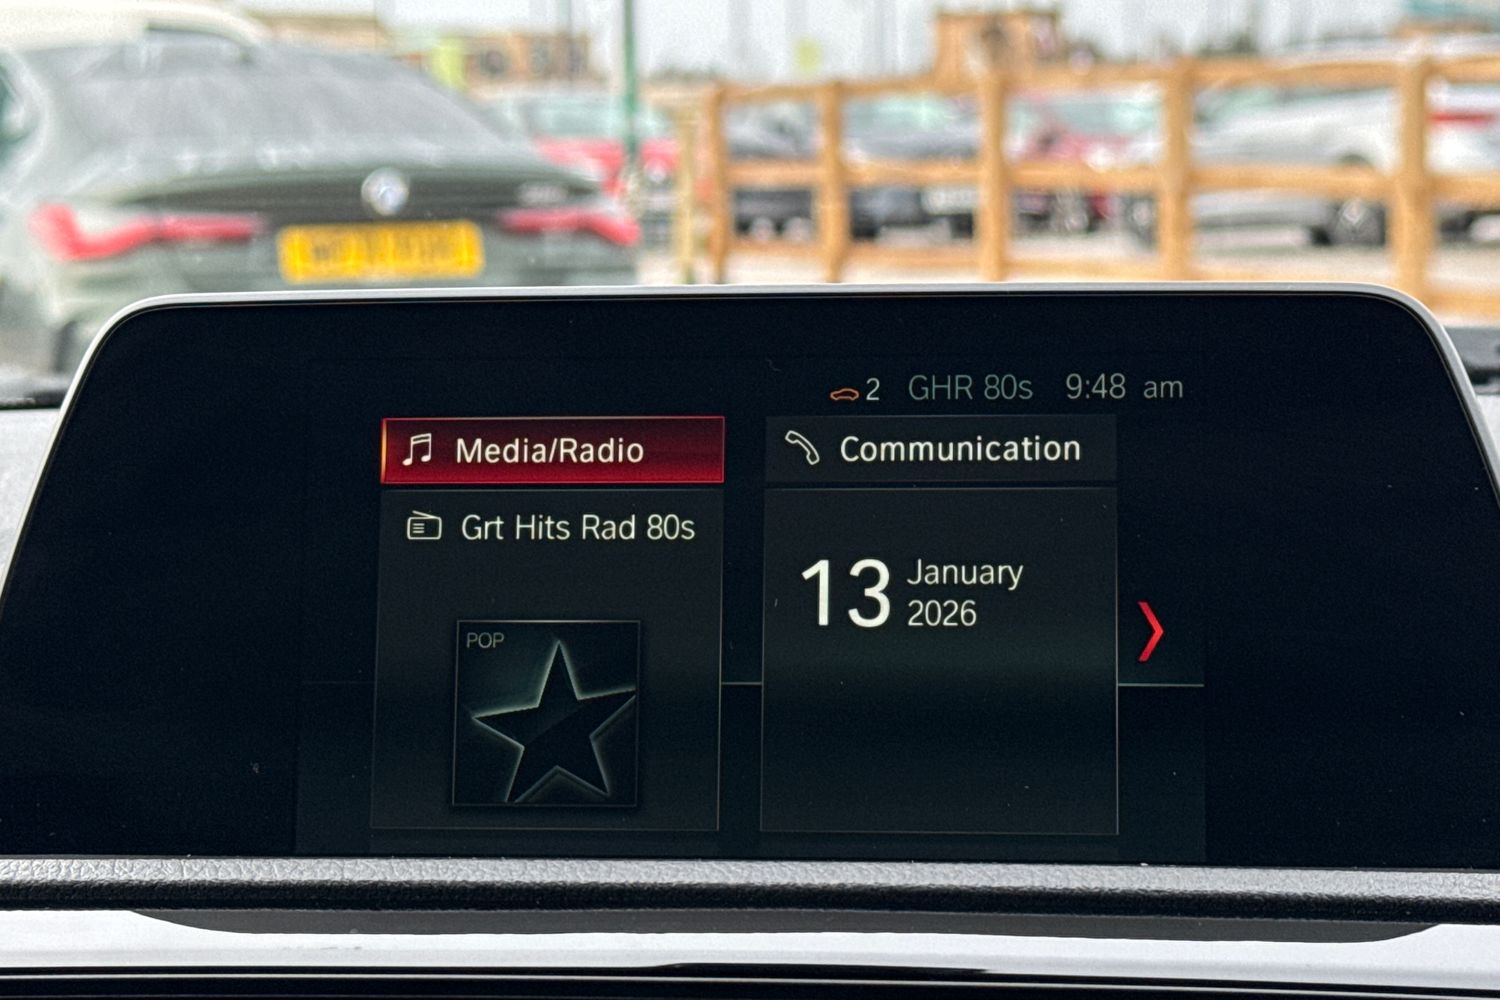 2 GHR 80s 9:48 am
Media/Radio
Grt Hits Rad 80s
POP
Communication
13 January
2026